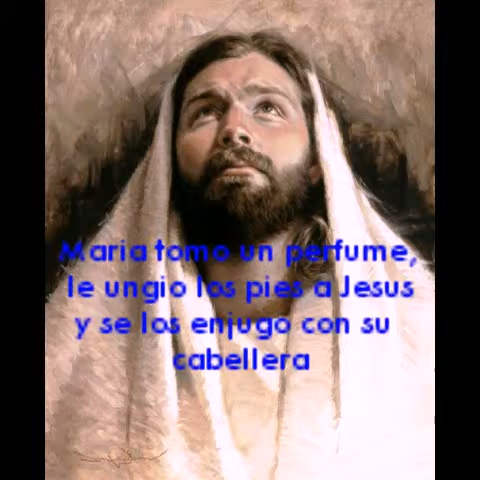 Maria tomo un perfume,
le ungio los pies a Jesus
y se los enjugo con su
cabellera